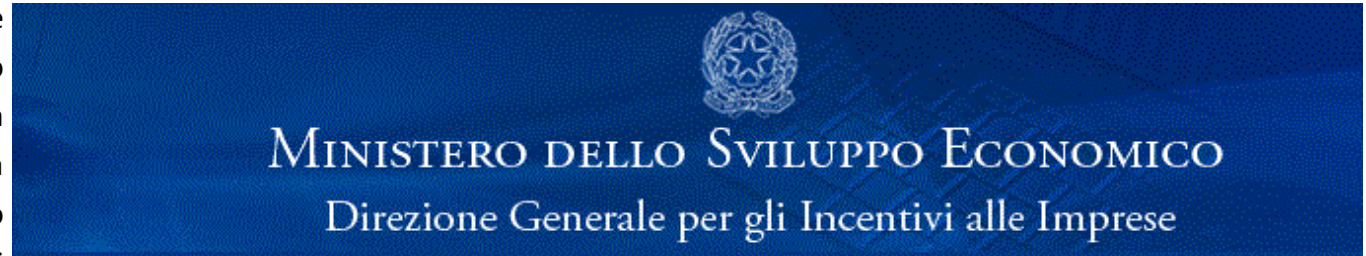 Ministero dello Sviluppo Economico
Direzione Generale per gli Incentivi alle Imprese